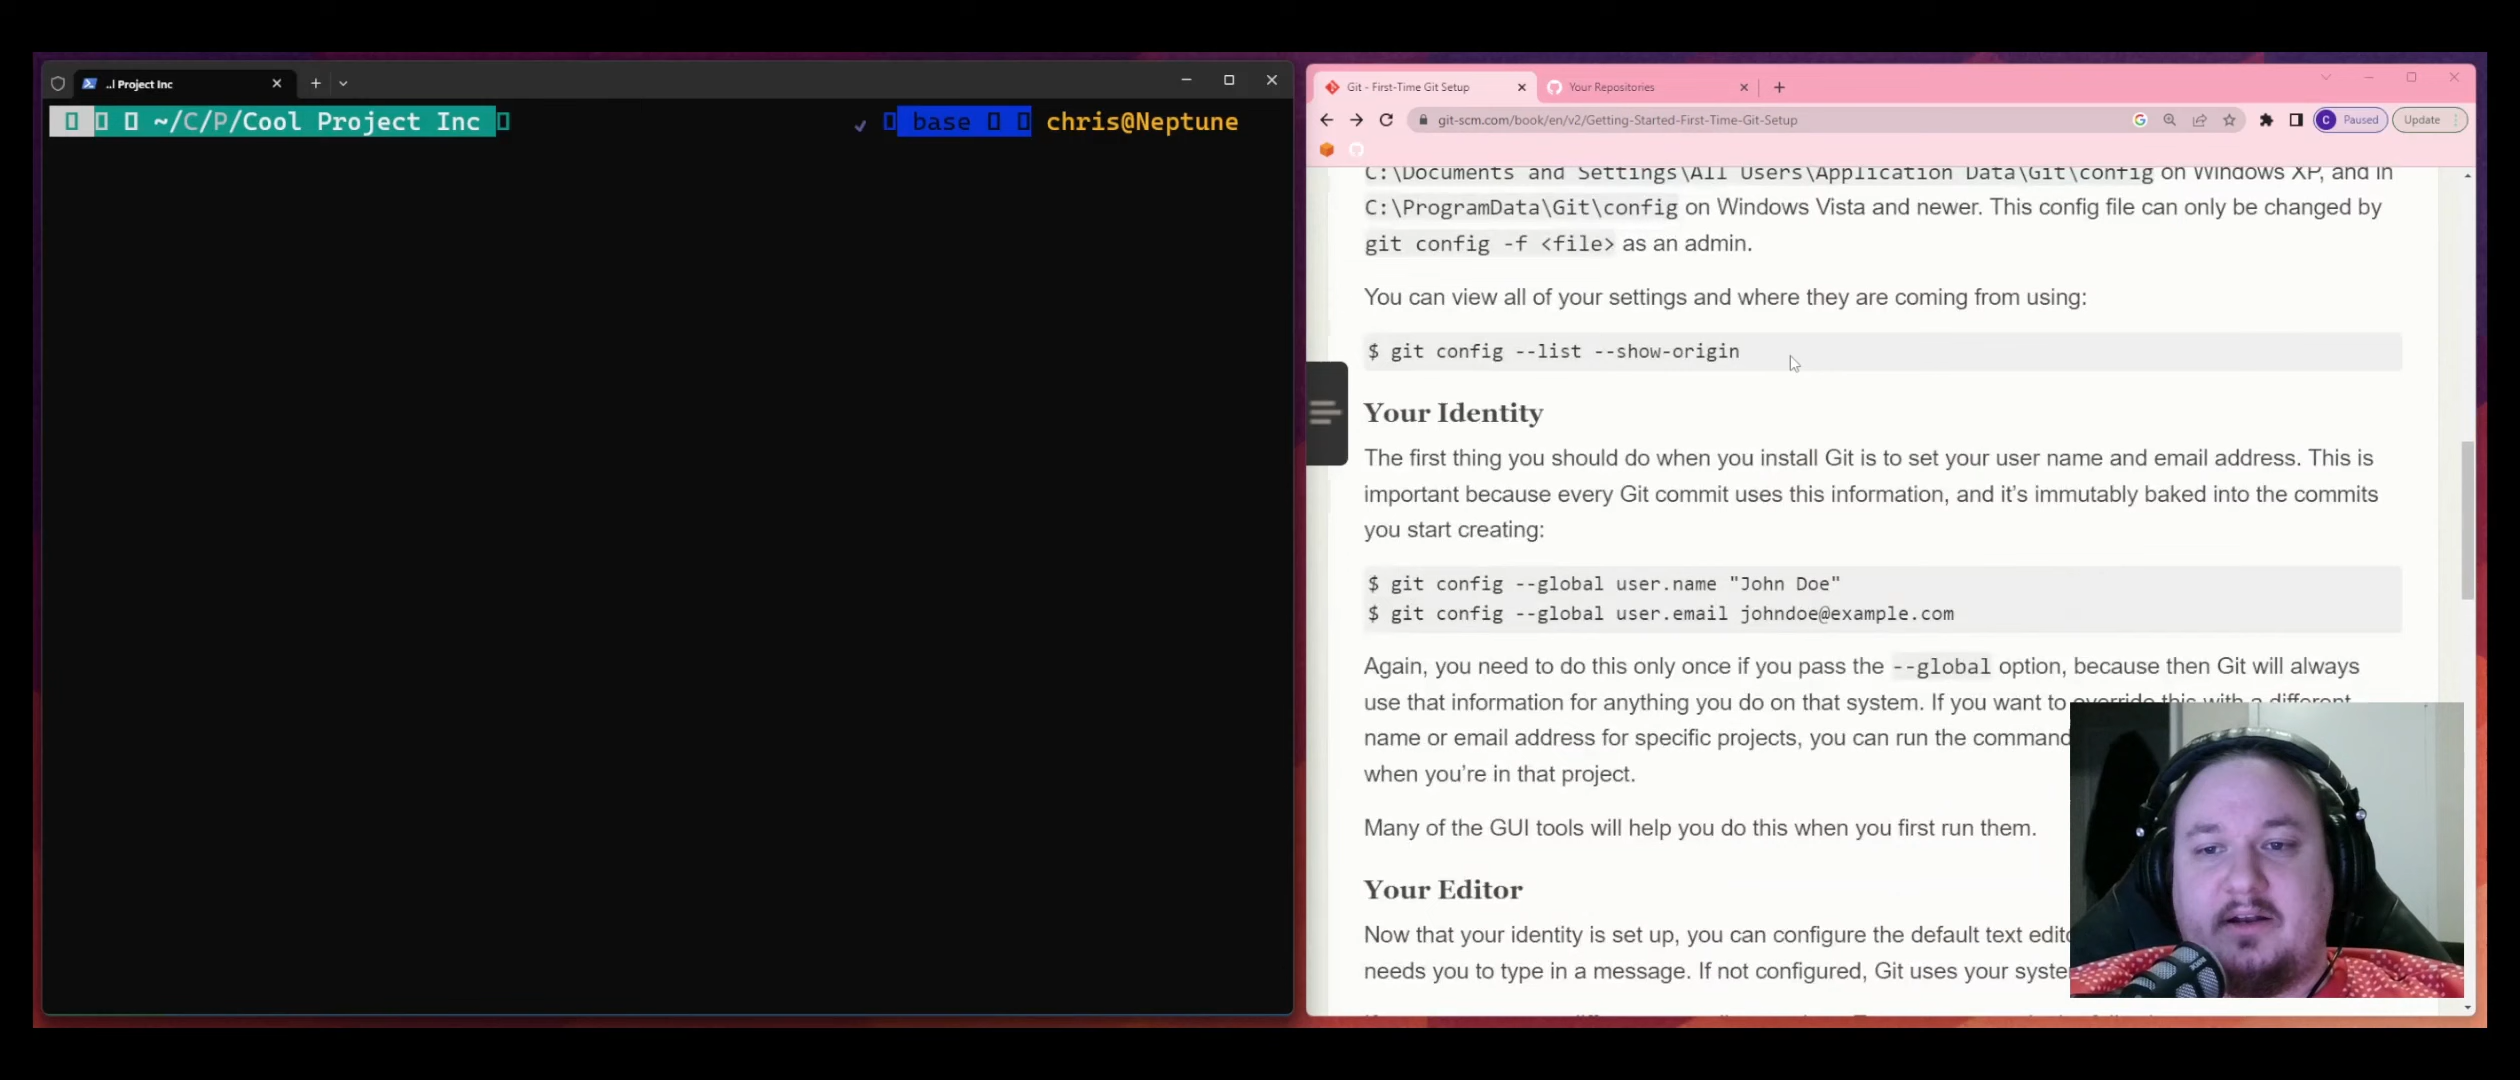 ..l Project Inc
~/C/P/Cool Project Inc
base
chris@Neptune
Git - First-Time Git Setup
Your Repositories
git-scm.com/book/en/v2/Getting-Started-First-Time-Git-Setup
C
Paused
Update
C:\Documents and Settings\All Users\Application Data\Git\config on Windows XP, and in
C:\ProgramData\Git\config on Windows Vista and newer. This config file can only be changed by
git config -f <file> as an admin.
You can view all of your settings and where they are coming from using:
$ git config --list --show-origin
Your Identity
The first thing you should do when you install Git is to set your user name and email address. This is
important because every Git commit uses this information, and it’s immutably baked into the commits
you start creating:
$ git config --global user.name "John Doe"
$ git config --global user.email johndoe@example.com
Again, you need to do this only once if you pass the --global option, because then Git will always
use that information for anything you do on that system. If you want to override this with a different
name or email address for specific projects, you can run the command
when you’re in that project.
Many of the GUI tools will help you do this when you first run them.
Your Editor
Now that your identity is set up, you can configure the default text edito
needs you to type in a message. If not configured, Git uses your syste